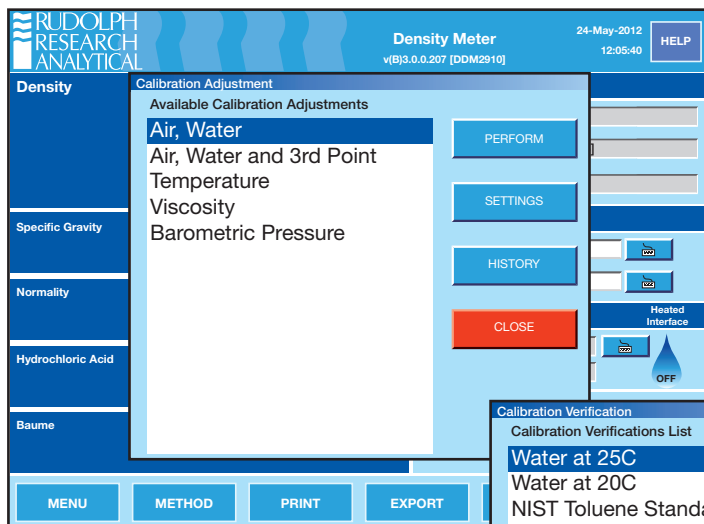 RUDOLPH
RESEARCH
ANALYTICAL
Density Meter
v(B)3.0.0.207 [DDM2910]
24-May-2012
12:05:40
HELP
Density
Specific Gravity
Normality
Hydrochloric Acid
Baume
Calibration Adjustment
Available Calibration Adjustments
Air, Water
Air, Water and 3rd Point
Temperature
Viscosity
Barometric Pressure
PERFORM
SETTINGS
HISTORY
CLOSE
Heated
Interface
OFF
Calibration Verification
Calibration Verifications List
Water at 25C
Water at 20C
NIST Toluene Standa
MENU
METHOD
PRINT
EXPORT